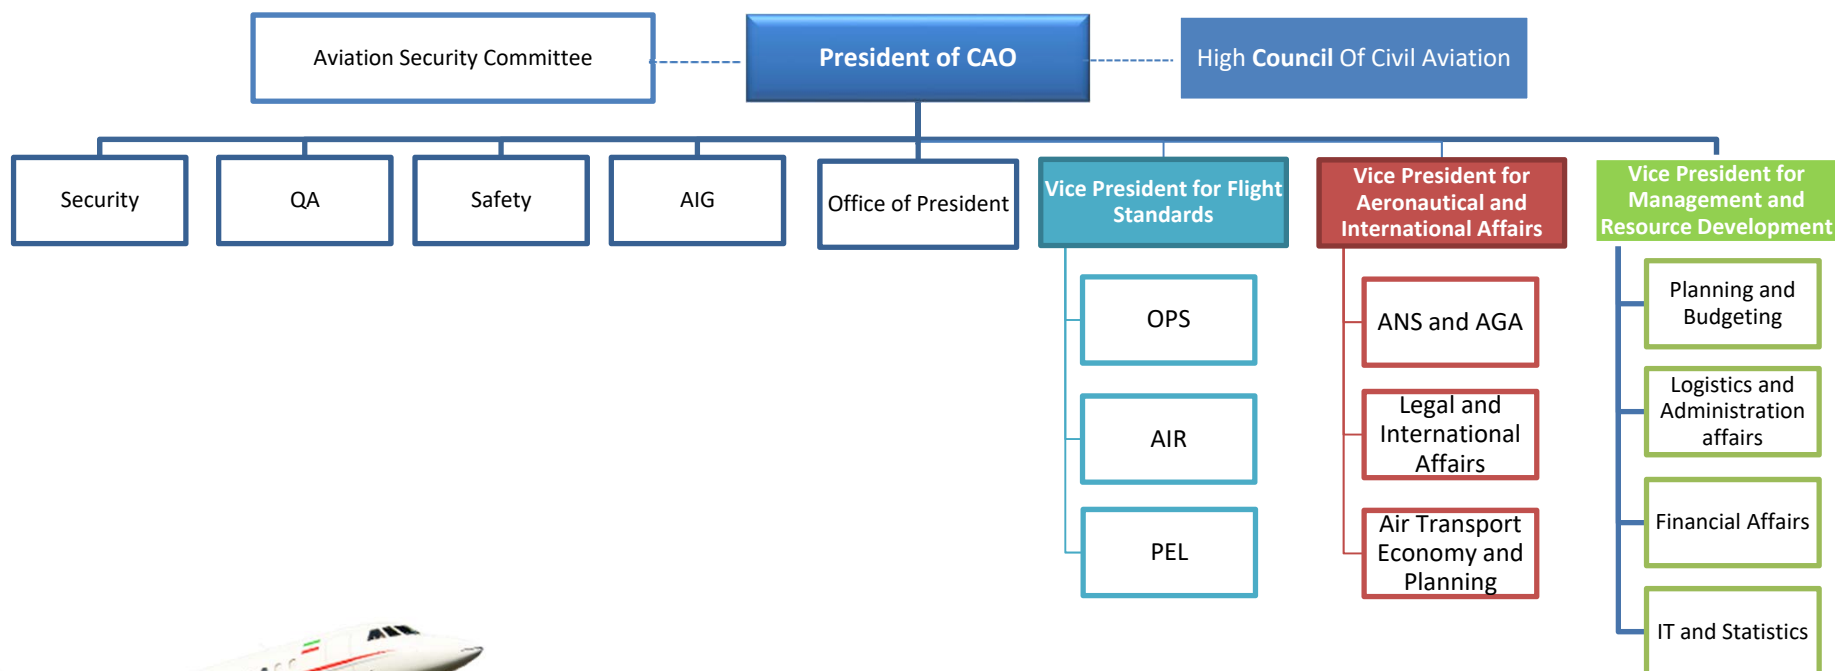 Aviation Security Committee
President of CAO
High Council Of Civil Aviation
Security
QA
Safety
AIG
Office of President
Vice President for Flight
Standards
Vice President for
Aeronautical and
International Affairs
Vice President for
Management and
Resource Development
OPS
AIR
PEL
ANS and AGA
Legal and
International
Affairs
Air Transport
Economy and
Planning
Planning and
Budgeting
Logistics and
Administration
affairs
Financial Affairs
IT and Statistics